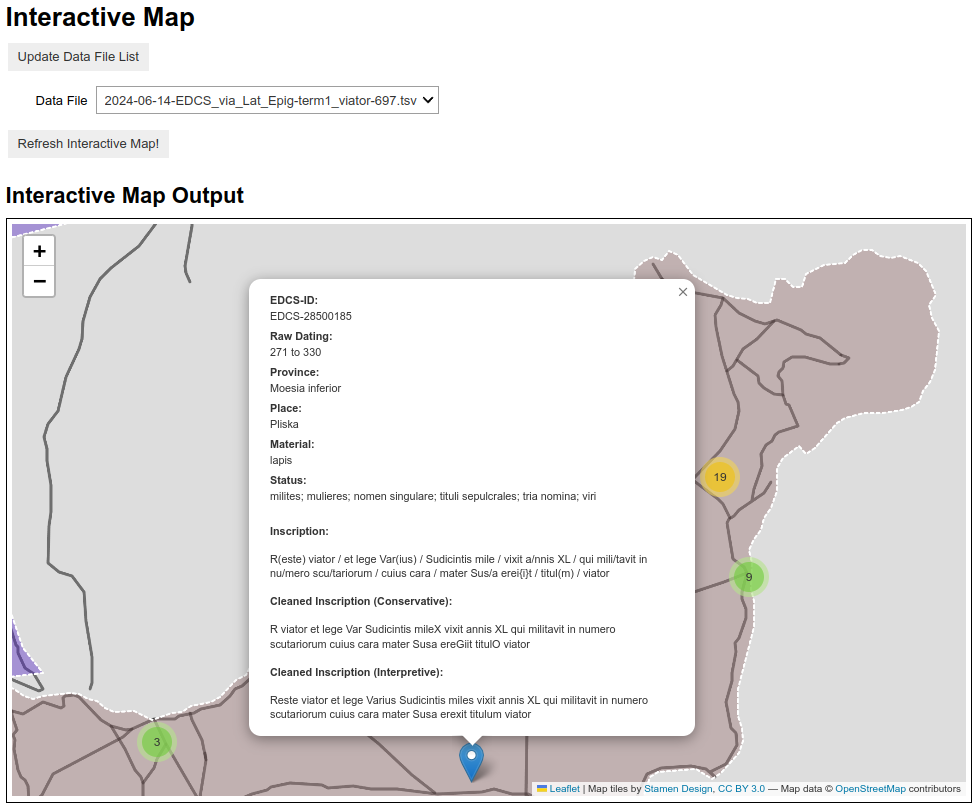 Interactive Map
Update Data File List
Data File 2024-06-14-EDCS_via_Lat_Epig-term1_viator-697.tsv
Refresh Interactive Map!
Interactive Map Output
+
−
×
EDCS-ID:
EDCS-28500185
Raw Dating:
271 to 330
Province:
Moesia inferior
Place:
Pliska
Material:
lapis
Status:
milites; mulieres; nomen singulare; tituli sepulcrales; tria nomina; viri
Inscription:
R(este) viator / et lege Var(ius) / Sudicintis mile / vixit a/nnis XL / qui mili/tavit in
nu/mero scu/tariorum / cuius cara / mater Sus/a erei{i}t / titul(m) / viator
Cleaned Inscription (Conservative):
R viator et lege Var Sudicintis mileX vixit annis XL qui militavit in numero
scutariorum cuius cara mater Susa ereGiit titulO viator
Cleaned Inscription (Interpretive):
Reste viator et lege Varius Sudicintis miles vixit annis XL qui militavit in numero
scutariorum cuius cara mater Susa erexit titulum viator
19
9
3
Leaflet | Map tiles by Stamen Design, CC BY 3.0 — Map data © OpenStreetMap contributors